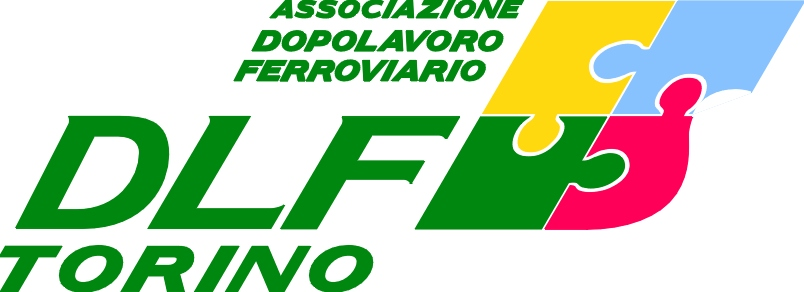 ASSOCIAZIONE
DOPOLAVORO
FERROVIARIO
DLF
TORINO